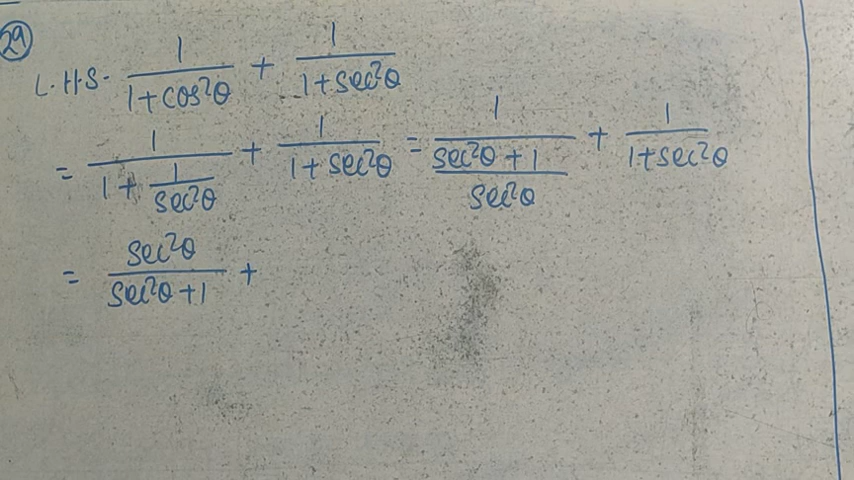 29
L.H.S. 1/(1+cos²θ) + 1/(1+sec²θ)
= 1/(1+1/sec²θ) + 1/(1+sec²θ) = 1/((sec²θ+1)/sec²θ) + 1/(1+sec²θ)
= sec²θ/(sec²θ+1) +